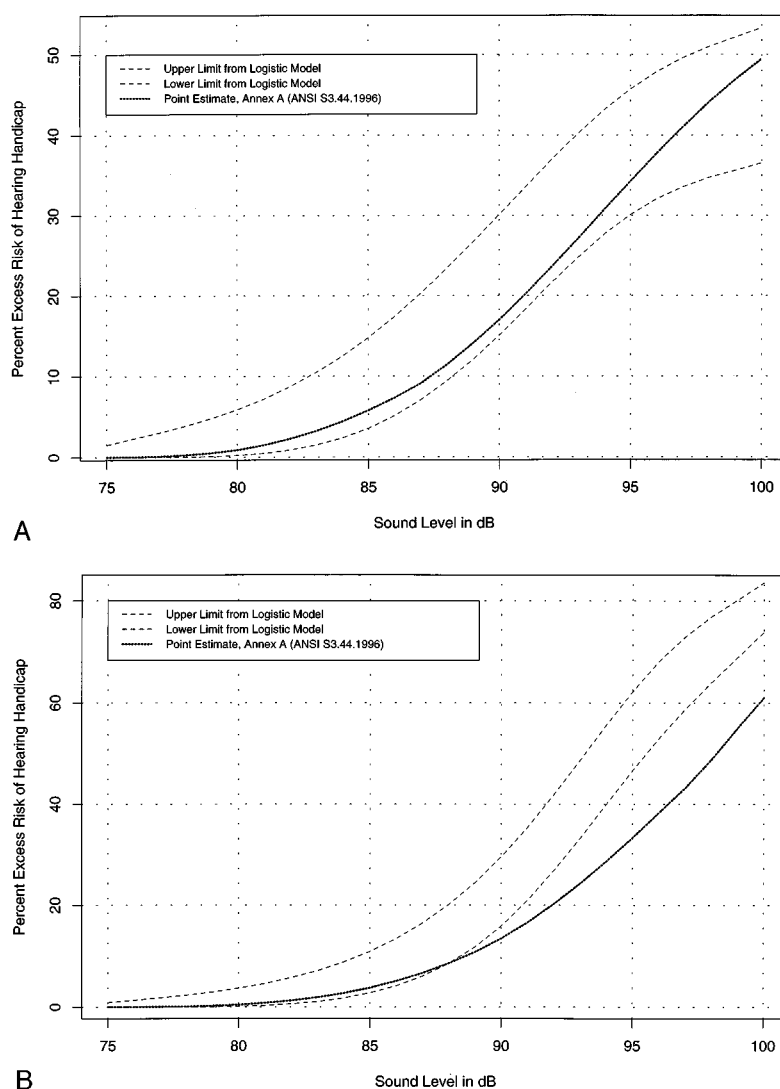 50
40
30
20
10
0
Percent Excess Risk of Hearing Handicap
Upper Limit from Logistic Model
Lower Limit from Logistic Model
Point Estimate, Annex A (ANSI S3.44.1996)
75 80 85 90 95 100
Sound Level in dB
A
80
60
40
20
0
Percent Excess Risk of Hearing Handicap
Upper Limit from Logistic Model
Lower Limit from Logistic Model
Point Estimate, Annex A (ANSI S3.44.1996)
75 80 85 90 95 100
Sound Level in dB
B